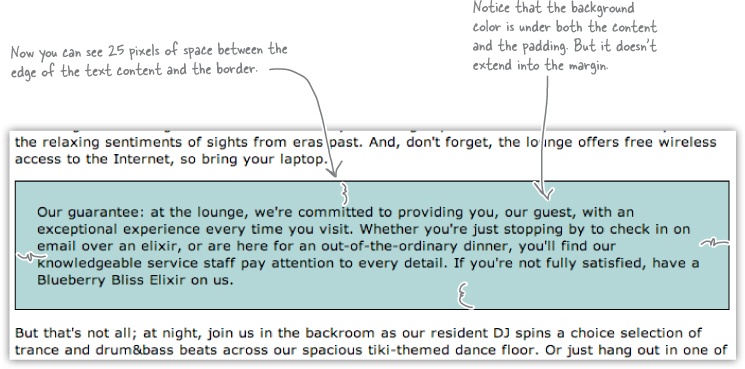 Notice that the background
color is under both the content
and the padding. But it doesn't
extend into the margin.
Now you can see 25 pixels of space between the
edge of the text content and the border.
the relaxing sentiments of sights from eras past. And, don't forget, the lounge offers free wireless
access to the Internet, so bring your laptop.
Our guarantee: at the lounge, we're committed to providing you, our guest, with an
exceptional experience every time you visit. Whether you're just stopping by to check in on
email over an elixir, or are here for an out-of-the-ordinary dinner, you'll find our
knowledgeable service staff pay attention to every detail. If you're not fully satisfied, have a
Blueberry Bliss Elixir on us.
But that's not all; at night, join us in the backroom as our resident DJ spins a choice selection of
trance and drum&bass beats across our spacious tiki-themed dance floor. Or just hang out in one of